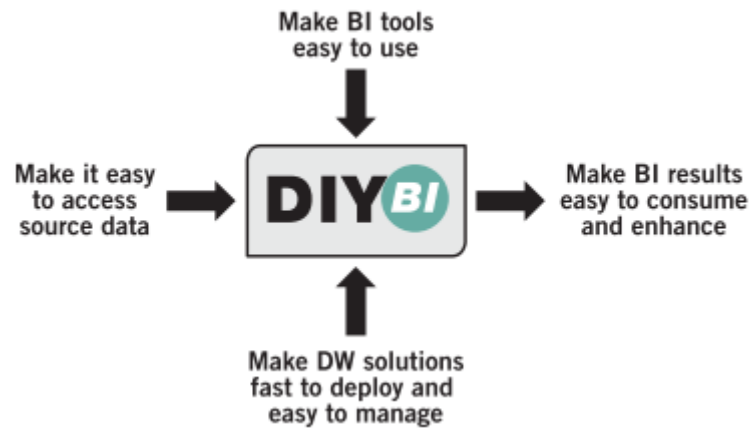 Make BI tools
easy to use
Make it easy
to access
source data
DIY BI
Make BI results
easy to consume
and enhance
Make DW solutions
fast to deploy and
easy to manage